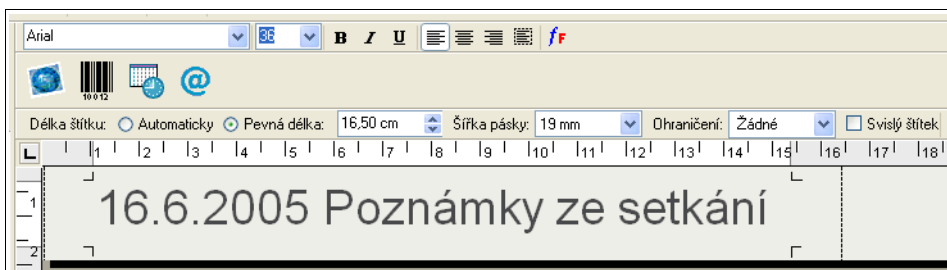 Arial 36 B I U fF
10012 @
Délka štítku: Automaticky Pevná délka: 16,50 cm Šířka pásky: 19 mm Ohraničení: Žádné Svislý štítek
L 1 2 3 4 5 6 7 8 9 10 11 12 13 14 15 16 17 18
1 16.6.2005 Poznámky ze setkání
2